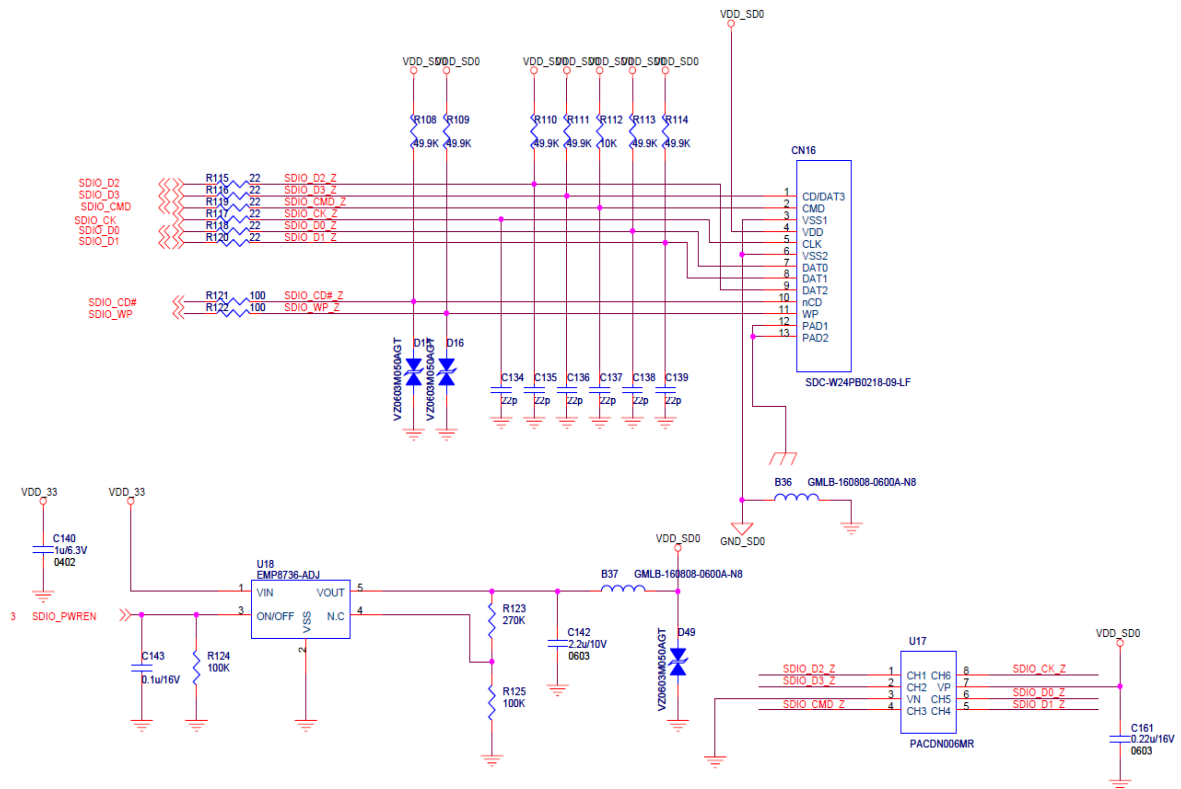 VDD_SD0
VDD_SD0
VDD_SD0
VDD_SD0
VDD_SD0
VDD_SD0
VDD_SD0
VDD_SD0
R108
49.9K
R109
49.9K
R110
49.9K
R111
49.9K
R112
10K
R113
49.9K
R114
49.9K
CN16
SDIO_D2 R115 22 SDIO_D2_Z
SDIO_D3 R116 22 SDIO_D3_Z
SDIO_CMD R119 22 SDIO_CMD_Z
SDIO_CK R117 22 SDIO_CK_Z
SDIO_D0 R118 22 SDIO_D0_Z
SDIO_D1 R120 22 SDIO_D1_Z
SDIO_CD# R121 100 SDIO_CD#_Z
SDIO_WP R122 100 SDIO_WP_Z
1 CD/DAT3
2 CMD
3 VSS1
4 VDD
5 CLK
6 VSS2
7 DAT0
8 DAT1
9 DAT2
10 nCD
11 WP
12 PAD1
13 PAD2
SDC-W24PB0218-09-LF
D15
VZ0603M050AGT
D16
VZ0603M050AGT
C134
22p
C135
22p
C136
22p
C137
22p
C138
22p
C139
22p
B36 GMLB-160808-0600A-N8
GND_SD0
VDD_33
C140
1u/6.3V
0402
VDD_33
U18
EMP8736-ADJ
1 VIN
VOUT 5
3 ON/OFF
N.C 4
VSS
2
3 SDIO_PWREN
C143
0.1u/16V
R124
100K
R123
270K
R125
100K
C142
2.2u/10V
0603
B37 GMLB-160808-0600A-N8
VDD_SD0
D49
VZ0603M050AGT
U17
SDIO_D2_Z 1 CH1 CH6 8 SDIO_CK_Z
SDIO_D3_Z 2 CH2 VP 7
3 VN CH5 6 SDIO_D0_Z
SDIO_CMD_Z 4 CH3 CH4 5 SDIO_D1_Z
PACDN006MR
VDD_SD0
C161
0.22u/16V
0603